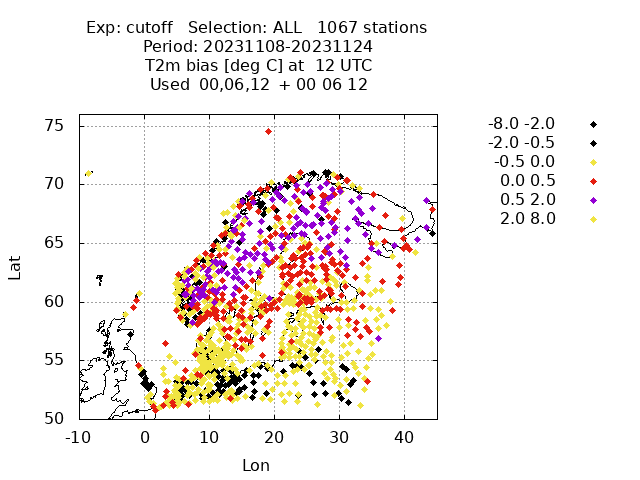 Exp: cutoff Selection: ALL 1067 stations
Period: 20231108-20231124
T2m bias [deg C] at 12 UTC
Used 00,06,12 + 00 06 12
-8.0 -2.0
-2.0 -0.5
-0.5 0.0
0.0 0.5
0.5 2.0
2.0 8.0
75
70
65
60
55
50
Lat
-10 0 10 20 30 40
Lon